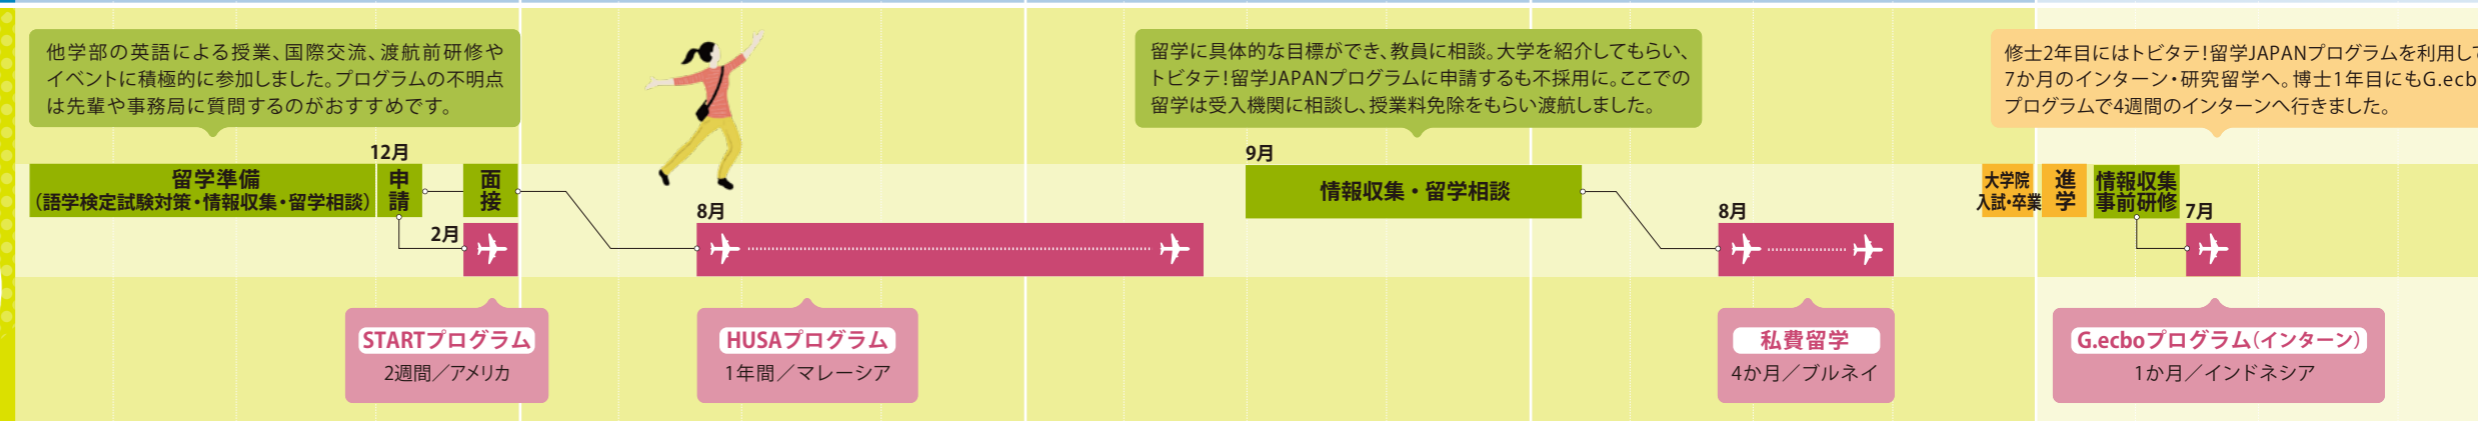 他学部の英語による授業、国際交流、渡航前研修や
イベントに積極的に参加しました。プログラムの不明点
は先輩や事務局に質問するのがおすすめです。
留学に具体的な目標ができ、教員に相談。大学を紹介してもらい、
トビタテ!留学JAPANプログラムに申請するも不採用に。ここでの
留学は受入機関に相談し、授業料免除をもらい渡航しました。
修士2年目にはトビタテ!留学JAPANプログラムを利用して
7か月のインターン・研究留学へ。博士1年目にもG.ecb
プログラムで4週間のインターンへ行きました。
留学準備
(語学検定試験対策・情報収集・留学相談)
12月
申請
面接
2月
8月
9月
情報収集・留学相談
8月
大学院
入試・卒業
進学
情報収集
事前研修
7月
STARTプログラム
2週間／アメリカ
HUSAプログラム
1年間／マレーシア
私費留学
4か月／ブルネイ
G.ecboプログラム(インターン)
1か月／インドネシア